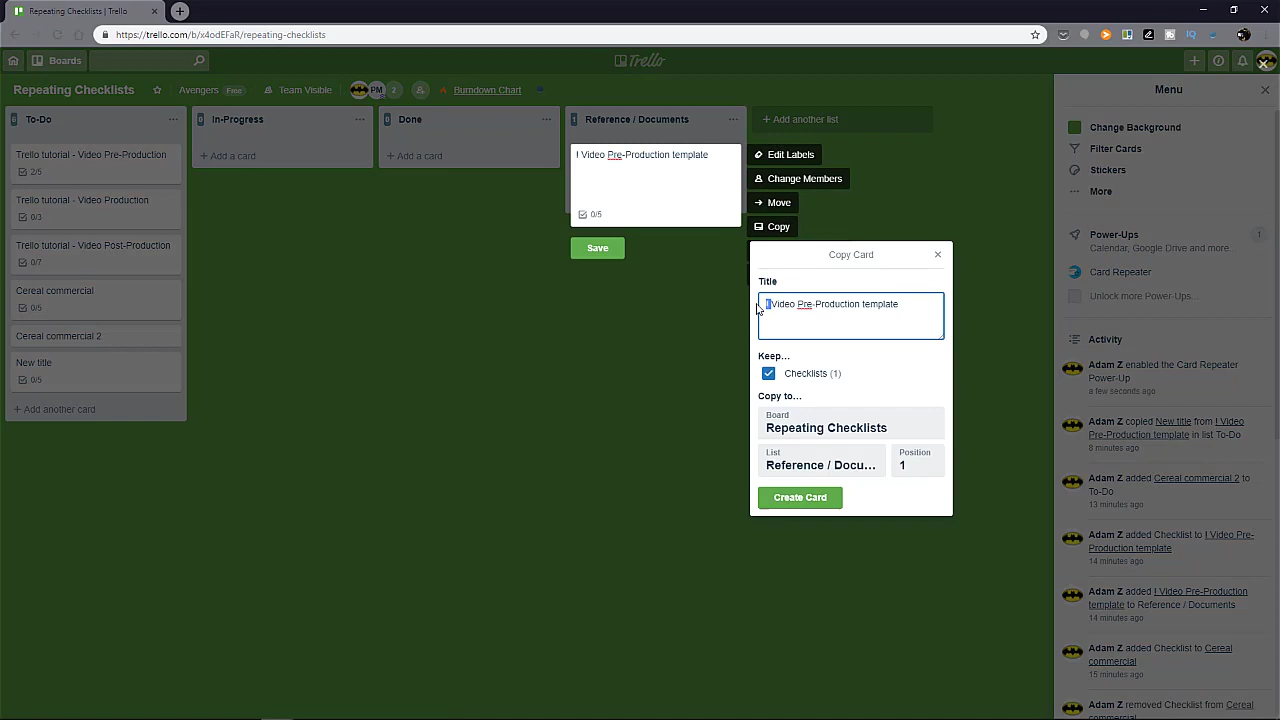 Repeating Checklists | Trello
https://trello.com/b/x4odEFaR/repeating-checklists
Boards
Trello
Repeating Checklists
Avengers Free
Team Visible
PM
2
Burndown Chart
To-Do
Trello tutorial - Video Pre-Production
2/5
Trello tutorial - Video Production
0/3
Trello tutorial - Video Post-Production
0/7
Cereal commercial
0/5
Cereal commercial 2
New title
0/5
+ Add another card
0 In-Progress
+ Add a card
0 Done
+ Add a card
1 Reference / Documents
! Video Pre-Production template
0/5
Save
+ Add another list
Edit Labels
Change Members
Move
Copy
Copy Card
Title
! Video Pre-Production template
Keep...
Checklists (1)
Copy to...
Board
Repeating Checklists
List
Reference / Docu...
Position
1
Create Card
Menu
Change Background
Filter Cards
Stickers
More
Power-Ups 1
Calendar, Google Drive and more...
Card Repeater
Unlock more Power-Ups...
Activity
Adam Z enabled the Card Repeater
Power-Up
a few seconds ago
Adam Z copied New title from ! Video
Pre-Production template in list To-Do
8 minutes ago
Adam Z added Cereal commercial 2 to
To-Do
13 minutes ago
Adam Z added Checklist to ! Video Pre-
Production template
14 minutes ago
Adam Z added ! Video Pre-Production
template to Reference / Documents
14 minutes ago
Adam Z added Checklist to Cereal
commercial
15 minutes ago
Adam Z removed Checklist from Cereal